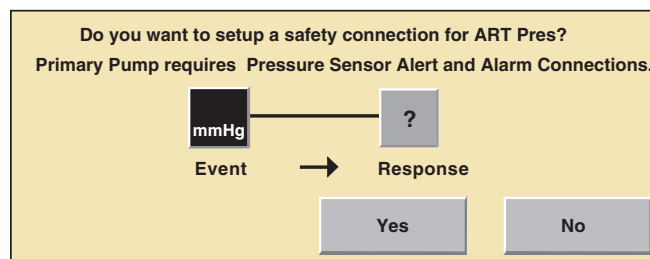 Do you want to setup a safety connection for ART Pres?
Primary Pump requires Pressure Sensor Alert and Alarm Connections.
mmHg ?
Event Response
Yes No